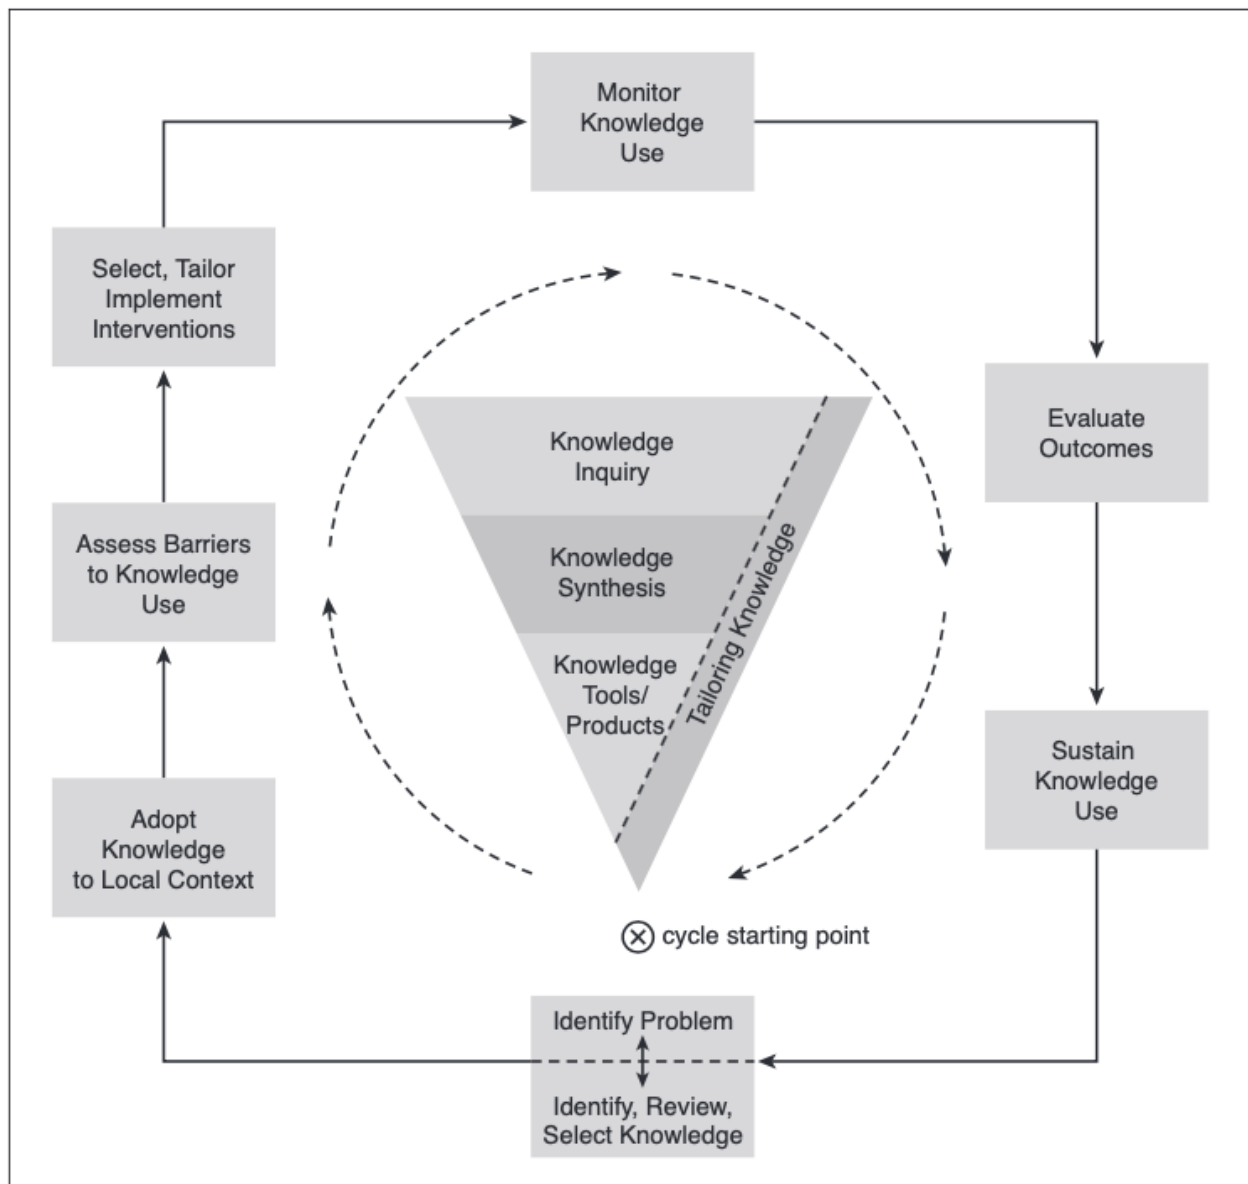 Monitor
Knowledge
Use
Select, Tailor
Implement
Interventions
Evaluate
Outcomes
Knowledge
Inquiry
Assess Barriers
to Knowledge
Use
Knowledge
Synthesis
Tailoring Knowledge
Knowledge
Tools/
Products
Sustain
Knowledge
Use
Adopt
Knowledge
to Local Context
cycle starting point
Identify Problem
Identify, Review,
Select Knowledge